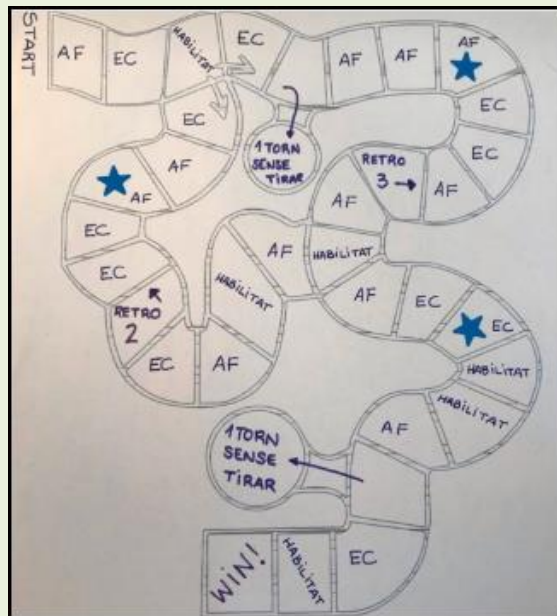 START
AF
EC
HABILITAT
EC
AF
AF
AF
EC
EC
AF
RETRO
3
AF
HABILITAT
1 TORN
SENSE
TIRAR
EC
AF
AF
EC
EC
RETRO
2
EC
AF
HABILITAT
AF
AF
EC
EC
HABILITAT
HABILITAT
AF
1 TORN
SENSE
TIRAR
EC
HABILITAT
WIN!